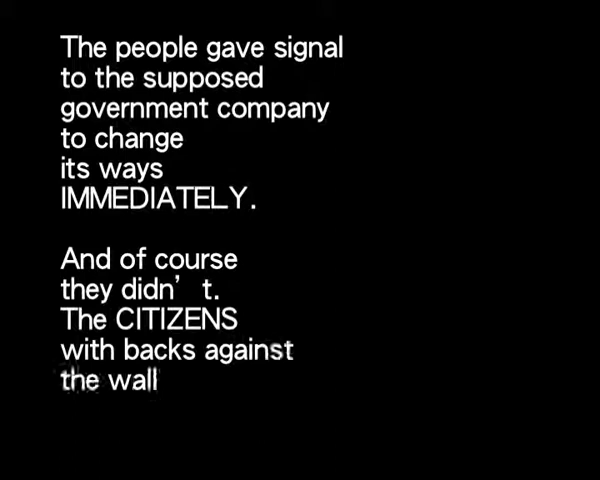 The people gave signal
to the supposed
government company
to change
its ways
IMMEDIATELY.
And of course
they didn’t.
The CITIZENS
with backs against
the wall